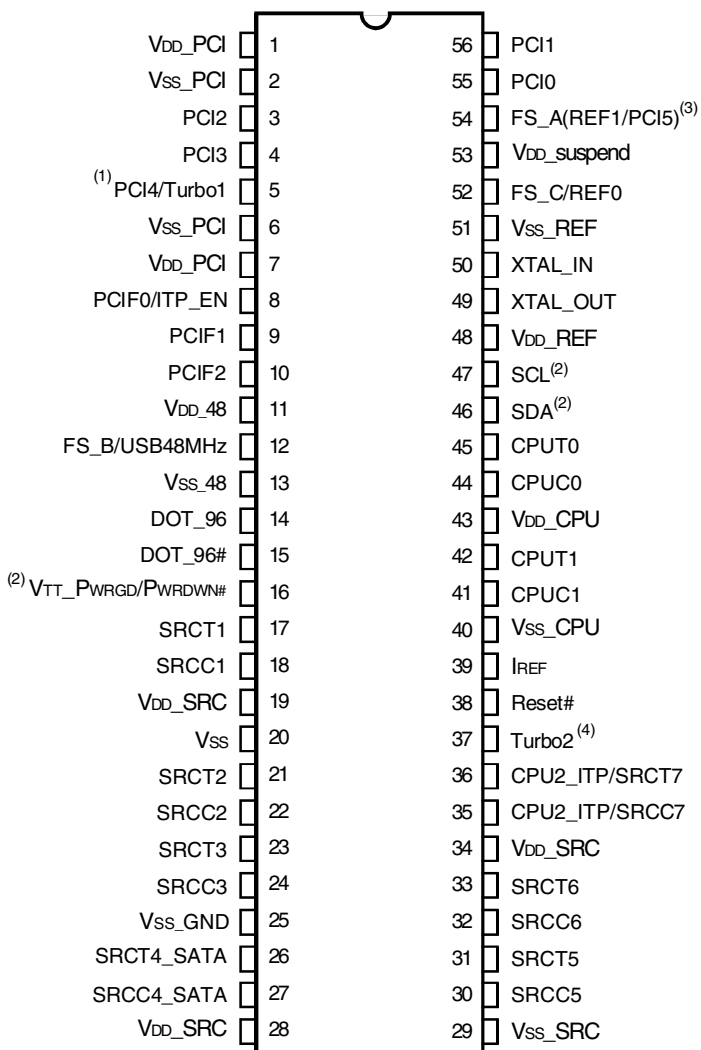 VDD_PCI 1 56 PCI1
VSS_PCI 2 55 PCI0
PCI2 3 54 FS_A(REF1/PCI5)(3)
PCI3 4 53 VDD_suspend
(1) PCI4/Turbo1 5 52 FS_C/REF0
VSS_PCI 6 51 VSS_REF
VDD_PCI 7 50 XTAL_IN
PCIF0/ITP_EN 8 49 XTAL_OUT
PCIF1 9 48 VDD_REF
PCIF2 10 47 SCL(2)
VDD_48 11 46 SDA(2)
FS_B/USB48MHz 12 45 CPUT0
VSS_48 13 44 CPUC0
DOT_96 14 43 VDD_CPU
DOT_96# 15 42 CPUT1
(2) VTT_PWRGD/PWRDWN# 16 41 CPUC1
SRCT1 17 40 VSS_CPU
SRCC1 18 39 IREF
VDD_SRC 19 38 Reset#
VSS 20 37 Turbo2(4)
SRCT2 21 36 CPU2_ITP/SRCT7
SRCC2 22 35 CPU2_ITP/SRCC7
SRCT3 23 34 VDD_SRC
SRCC3 24 33 SRCT6
VSS_GND 25 32 SRCC6
SRCT4_SATA 26 31 SRCT5
SRCC4_SATA 27 30 SRCC5
VDD_SRC 28 29 VSS_SRC